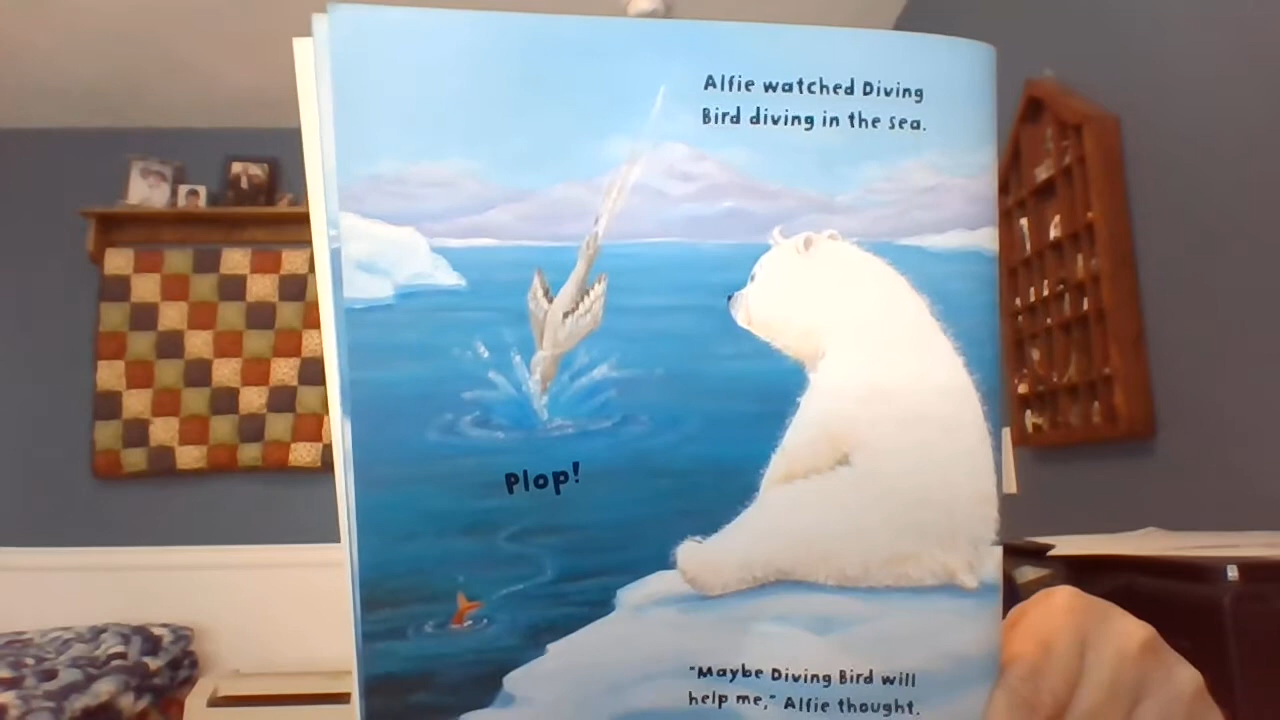 Alfie watched Diving
Bird diving in the sea.
Plop!
"Maybe Diving Bird will
help me," Alfie thought.